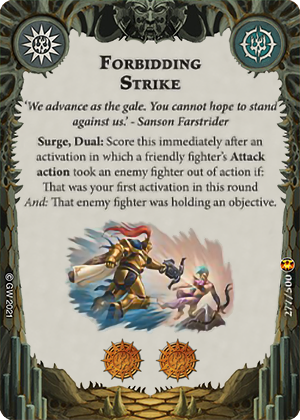 FORBIDDING
STRIKE
'We advance as the gale. You cannot hope to stand
against us.' - Sanson Farstrider
Surge, Dual: Score this immediately after an
activation in which a friendly fighter's Attack
action took an enemy fighter out of action if:
That was your first activation in this round
And: That enemy fighter was holding an objective.
© GW 2021
277/500